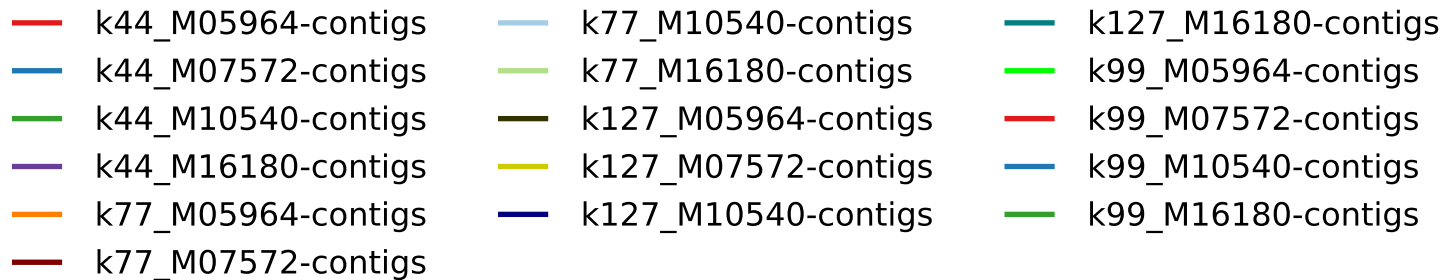 k44_M05964-contigs
k44_M07572-contigs
k44_M10540-contigs
k44_M16180-contigs
k77_M05964-contigs
k77_M07572-contigs
k77_M10540-contigs
k77_M16180-contigs
k127_M05964-contigs
k127_M07572-contigs
k127_M10540-contigs
k127_M16180-contigs
k99_M05964-contigs
k99_M07572-contigs
k99_M10540-contigs
k99_M16180-contigs